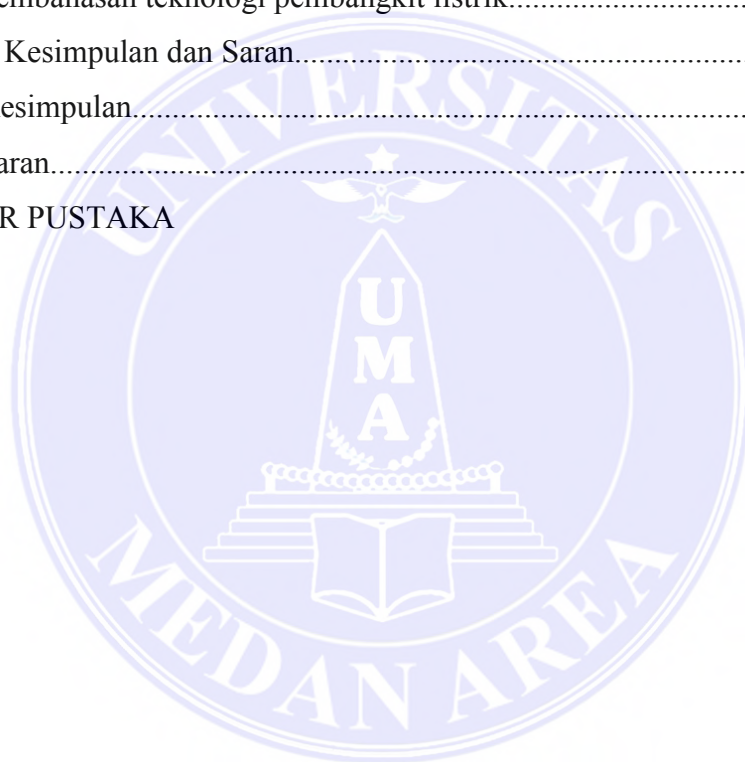 embahasan teknologi pembangkit listrik..............................
Kesimpulan dan Saran.......................................................
esimpulan..........................................................................
aran....................................................................................
R PUSTAKA
UNIVERSITAS
U
M
A
MEDAN AREA